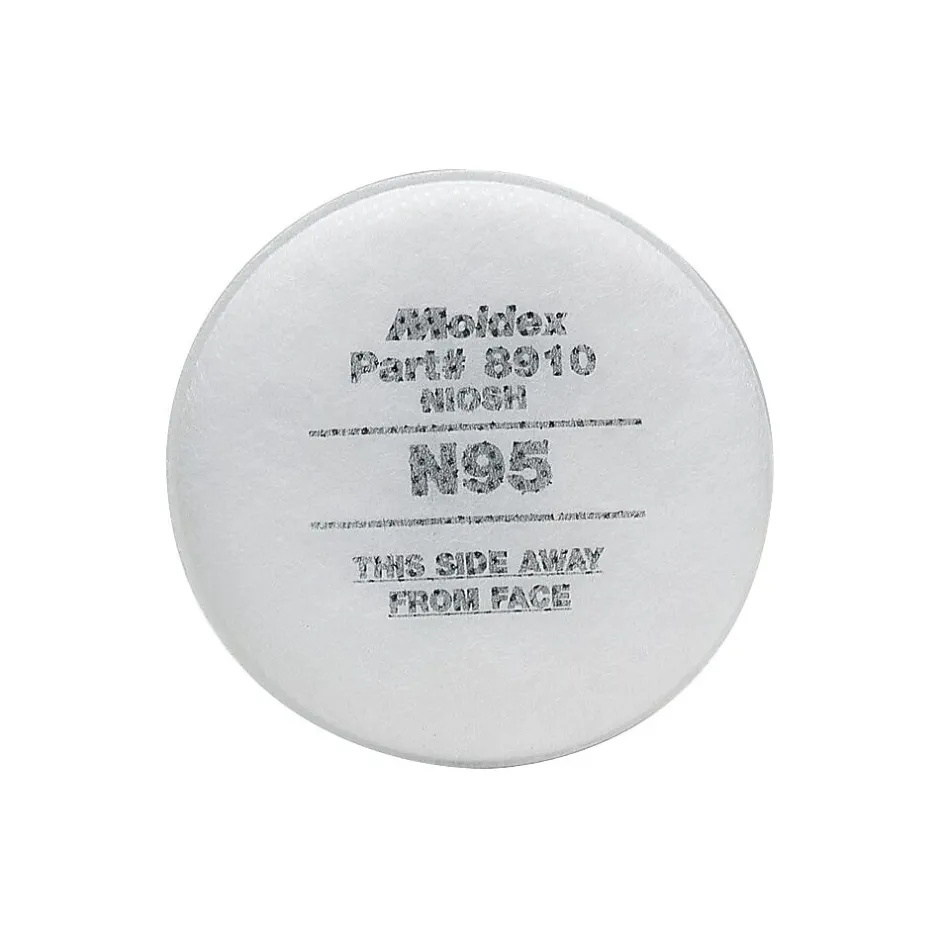 Moldex
Part# 8910
NIOSH
N95
THIS SIDE AWAY
FROM FACE